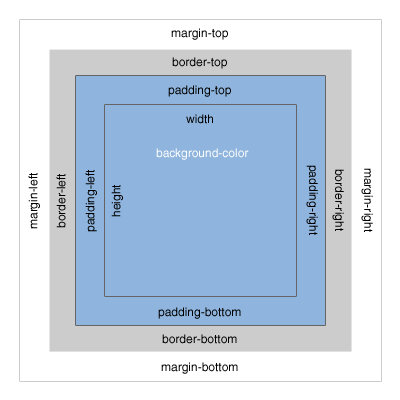 margin-top
border-top
padding-top
width
background-color
margin-left
border-left
padding-left
height
padding-right
border-right
margin-right
padding-bottom
border-bottom
margin-bottom